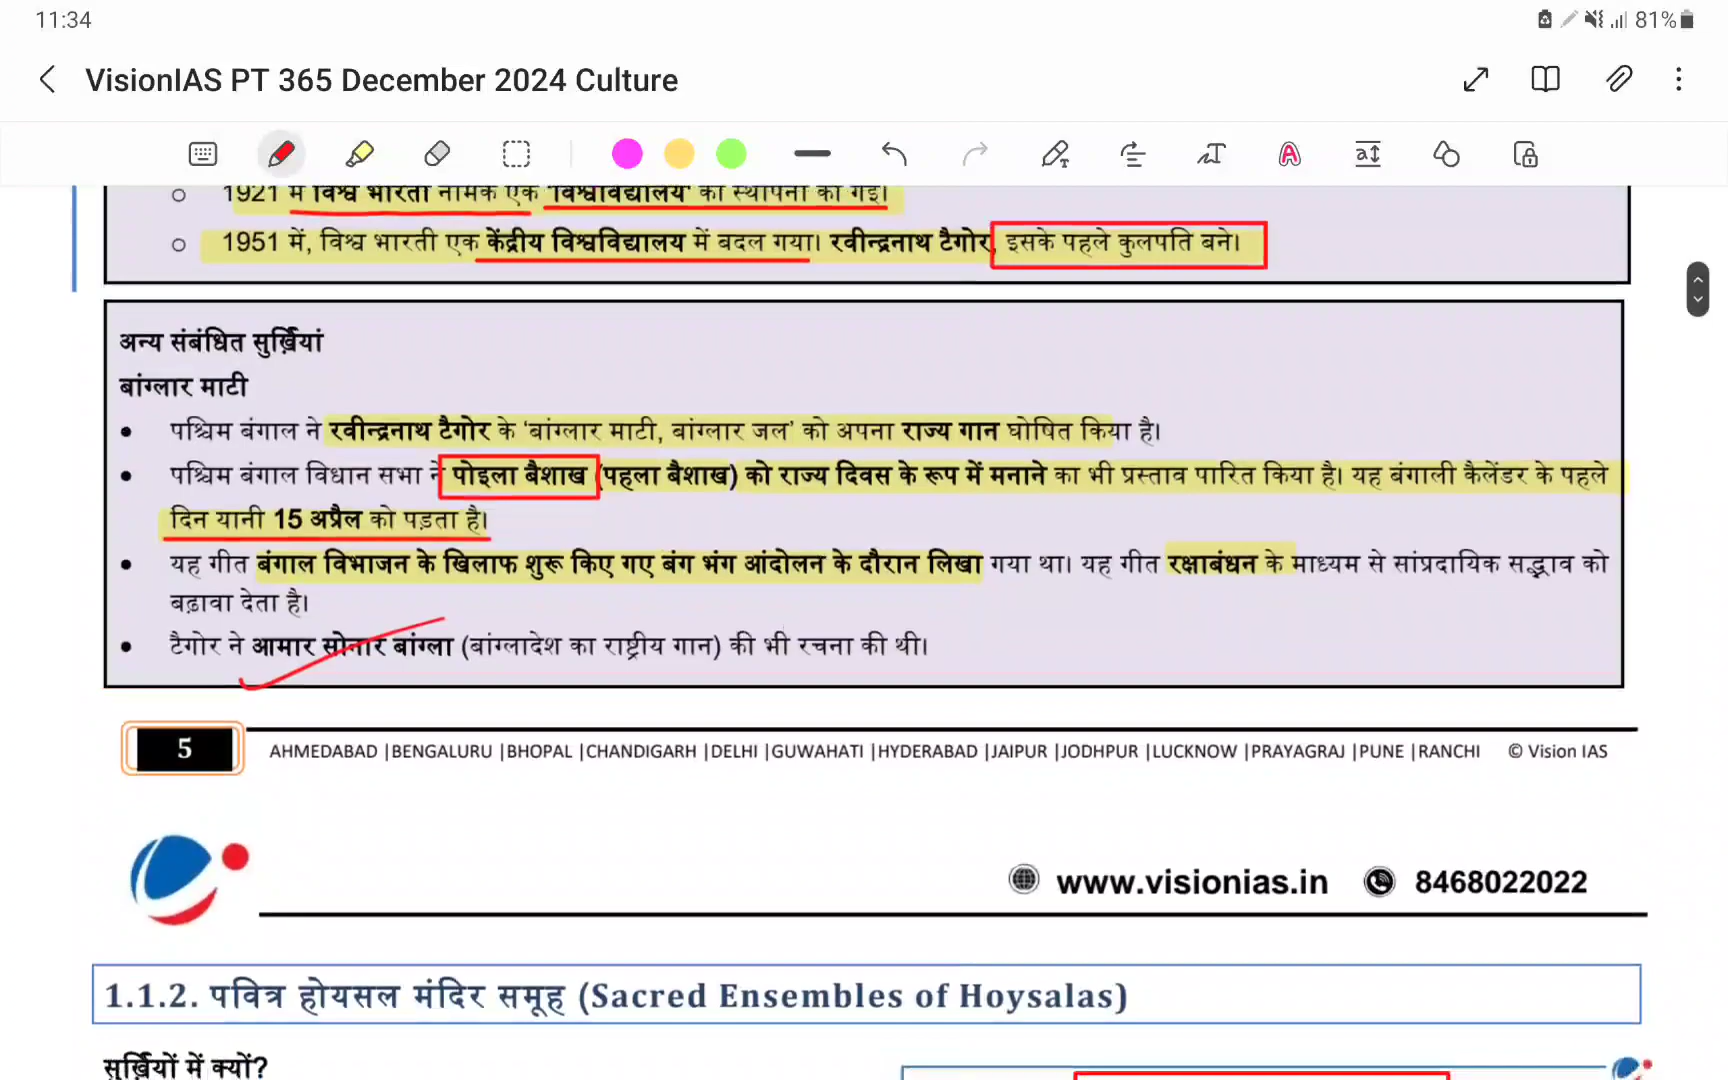 11:34
81%
VisionIAS PT 365 December 2024 Culture
1921 में विश्व भारती नामक एक 'विश्वविद्यालय' की स्थापना की गई।
1951 में, विश्व भारती एक केंद्रीय विश्वविद्यालय में बदल गया। रवीन्द्रनाथ टैगोर, इसके पहले कुलपति बने।
अन्य संबंधित सुर्ख़ियां
बांग्लार माटी
पश्चिम बंगाल ने रवीन्द्रनाथ टैगोर के 'बांग्लार माटी, बांग्लार जल' को अपना राज्य गान घोषित किया है।
पश्चिम बंगाल विधान सभा ने पोइला बैशाख (पहला बैशाख) को राज्य दिवस के रूप में मनाने का भी प्रस्ताव पारित किया है। यह बंगाली कैलेंडर के पहले
दिन यानी 15 अप्रैल को पड़ता है।
यह गीत बंगाल विभाजन के खिलाफ शुरू किए गए बंग भंग आंदोलन के दौरान लिखा गया था। यह गीत रक्षाबंधन के माध्यम से सांप्रदायिक सद्भाव को
बढ़ावा देता है।
टैगोर ने आमार सोनार बांग्ला (बांग्लादेश का राष्ट्रीय गान) की भी रचना की थी।
5 AHMEDABAD |BENGALURU |BHOPAL |CHANDIGARH |DELHI |GUWAHATI |HYDERABAD |JAIPUR |JODHPUR |LUCKNOW |PRAYAGRAJ |PUNE |RANCHI © Vision IAS
www.visionias.in 8468022022
1.1.2. पवित्र होयसल मंदिर समूह (Sacred Ensembles of Hoysalas)
सुर्ख़ियों में क्यों?